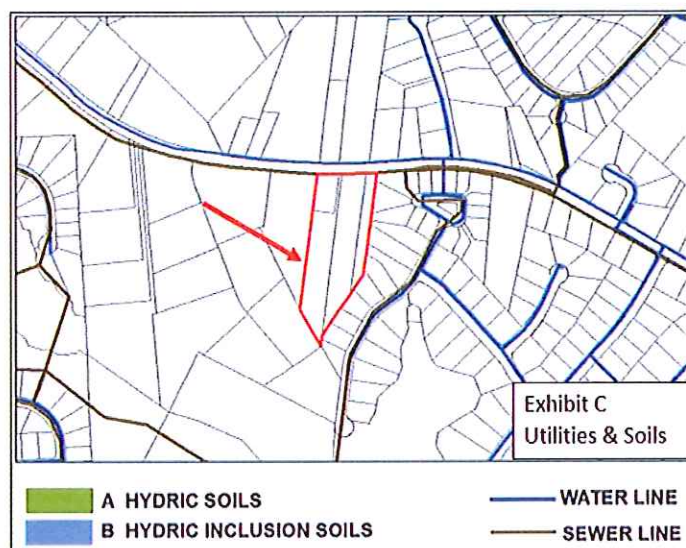 Exhibit C
Utilities & Soils
A HYDRIC SOILS
WATER LINE
B HYDRIC INCLUSION SOILS
SEWER LINE